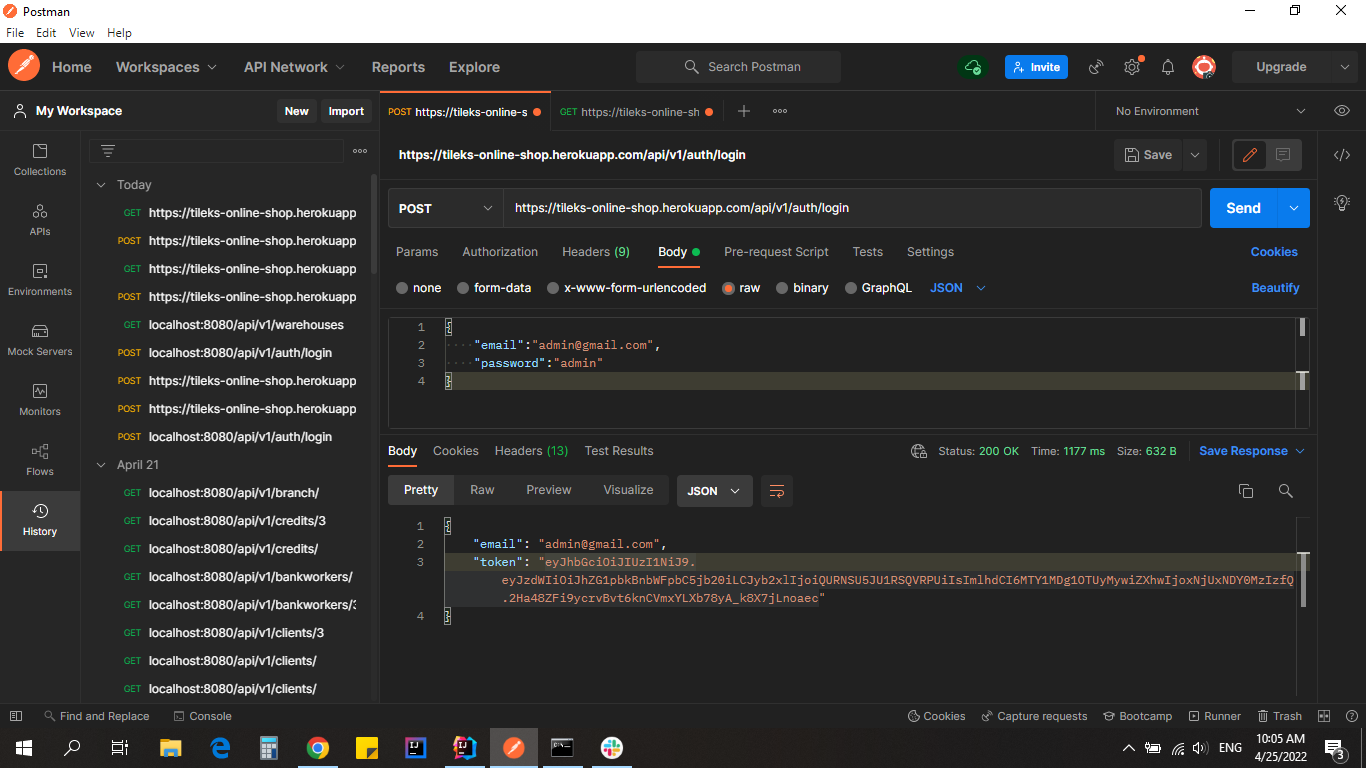 Postman
File Edit View Help
Home Workspaces API Network Reports Explore Search Postman Invite Upgrade
My Workspace New Import POST https://tileks-online-s GET https://tileks-online-sh No Environment
Collections
APIs
Environments
Mock Servers
Monitors
Flows
History
Today
GET https://tileks-online-shop.herokuapp
POST https://tileks-online-shop.herokuapp
GET https://tileks-online-shop.herokuapp
POST https://tileks-online-shop.herokuapp
GET localhost:8080/api/v1/warehouses
POST localhost:8080/api/v1/auth/login
POST https://tileks-online-shop.herokuapp
POST https://tileks-online-shop.herokuapp
POST localhost:8080/api/v1/auth/login
April 21
GET localhost:8080/api/v1/branch/
GET localhost:8080/api/v1/credits/3
GET localhost:8080/api/v1/credits/
GET localhost:8080/api/v1/bankworkers/
GET localhost:8080/api/v1/bankworkers/3
GET localhost:8080/api/v1/clients/3
GET localhost:8080/api/v1/clients/
GET localhost:8080/api/v1/clients/
https://tileks-online-shop.herokuapp.com/api/v1/auth/login Save
POST https://tileks-online-shop.herokuapp.com/api/v1/auth/login Send
Params Authorization Headers (9) Body Pre-request Script Tests Settings Cookies
none form-data x-www-form-urlencoded raw binary GraphQL JSON Beautify
1 {
2 "email":"admin@gmail.com",
3 "password":"admin"
4 }
Body Cookies Headers (13) Test Results Status: 200 OK Time: 1177 ms Size: 632 B Save Response
Pretty Raw Preview Visualize JSON
1 {
2 "email": "admin@gmail.com",
3 "token": "eyJhbGciOiJIUzI1NiJ9.
eyJzdWIiOiJhZG1pbkBnbWFpbC5jb20iLCJyb2xlIjoiQURNSU5JU1RSQVRPUiIsImlhdCI6MTY1MDg1OTUyMywiZXhwIjoxNjUxNDY0MzIzfQ
.2Ha48ZFi9ycrvBvt6knCVmxYLXb78yA_k8X7jLnoaec"
4 }
Find and Replace Console Cookies Capture requests Bootcamp Runner Trash
ENG 10:05 AM
4/25/2022 3